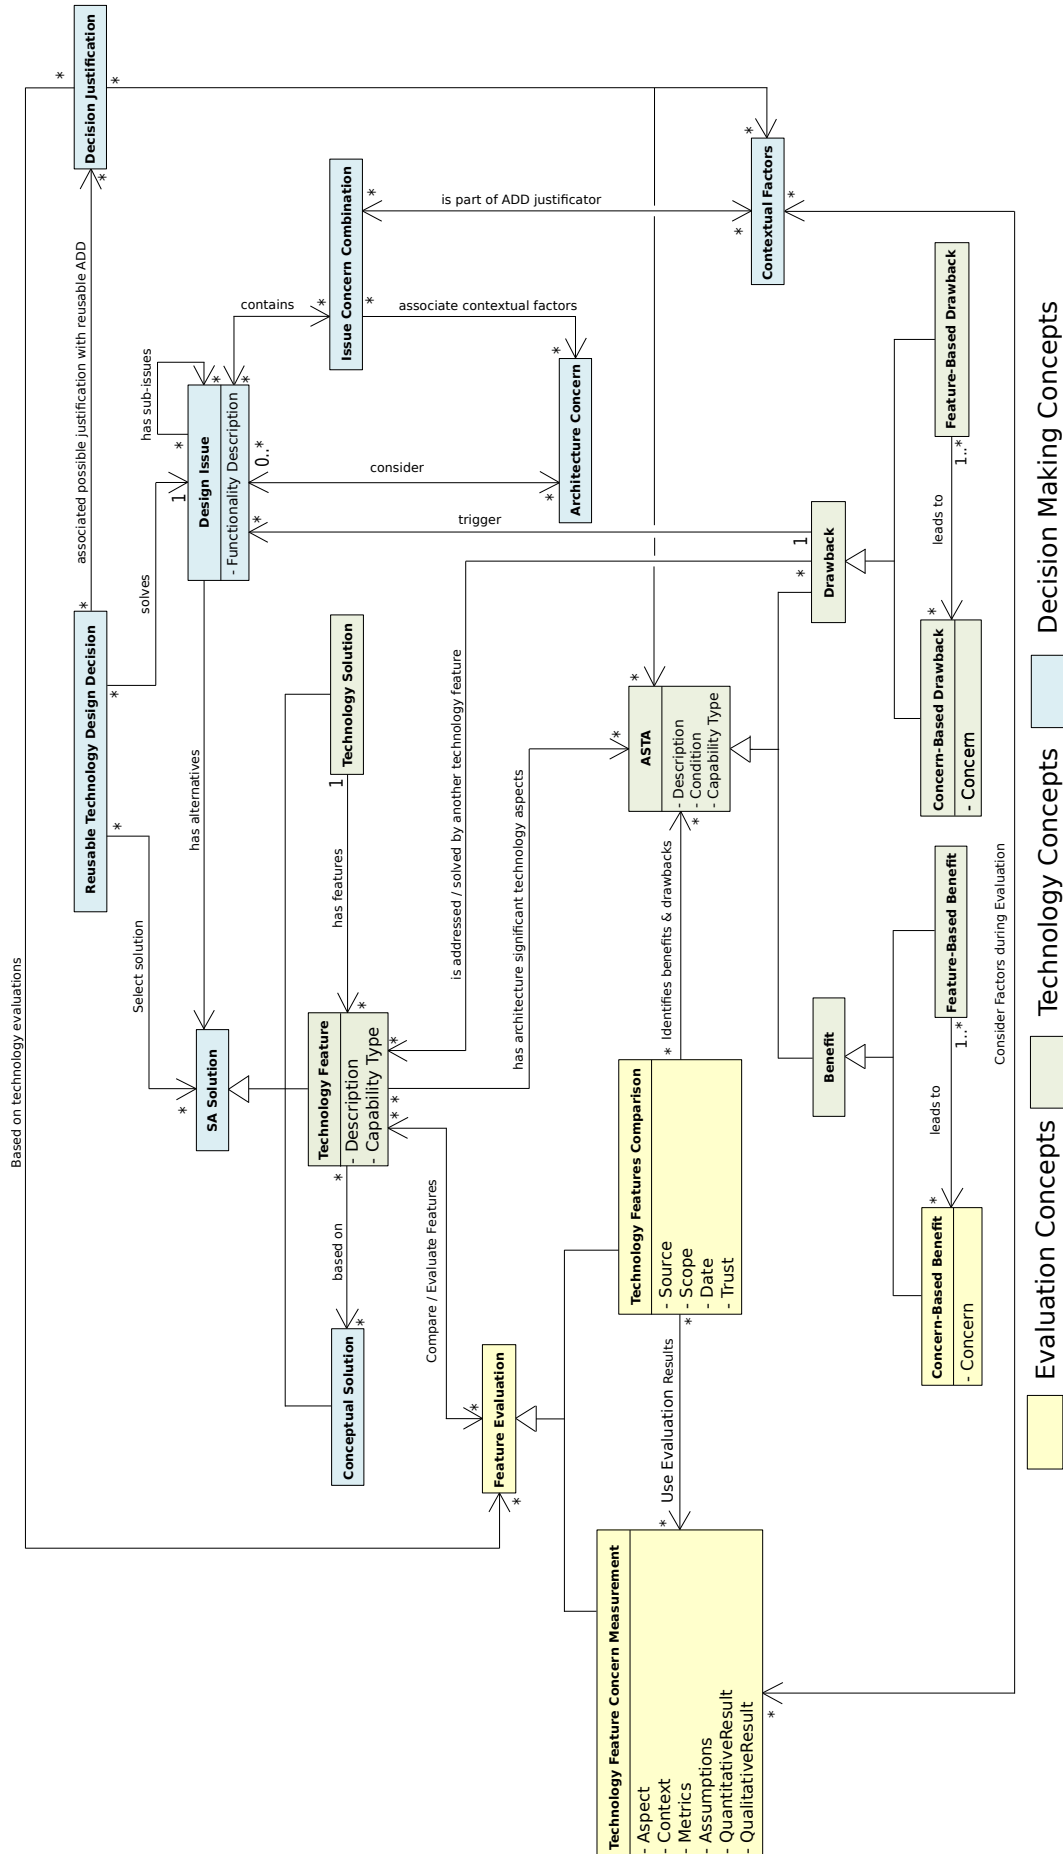 Based on technology evaluations
Decision Justification
*
*
*
associated possible justification with reusable ADD
*
Reusable Technology Design Decision
*
*
Select solution
solves
has sub-issues
*
*
1
Design Issue
- Functionality Description
*
0..*
*
has alternatives
SA Solution
*
contains
*
Issue Concern Combination
*
*
associate contextual factors
is part of ADD justificator
*
*
*
Contextual Factors
*
Architecture Concern
*
consider
trigger
Technology Solution
1
has features
*
Technology Feature
- Description
- Capability Type
*
*
*
*
based on
*
Conceptual Solution
Compare / Evaluate Features
*
Feature Evaluation
*
is addressed / solved by another technology feature
has architecture significant technology aspects
*
*
ASTA
- Description
- Condition
- Capability Type
*
Identifies benefits & drawbacks
*
Technology Features Comparison
- Source
- Scope
- Date
- Trust
*
Use Evaluation Results
*
Technology Feature Concern Measurement
- Aspect
- Context
- Metrics
- Assumptions
- QuantitativeResult
- QualitativeResult
*
1
*
Drawback
Benefit
Feature-Based Drawback
1..*
leads to
*
Concern-Based Drawback
- Concern
Feature-Based Benefit
1..*
leads to
*
Concern-Based Benefit
- Concern
Consider Factors during Evaluation
Evaluation Concepts
Technology Concepts
Decision Making Concepts